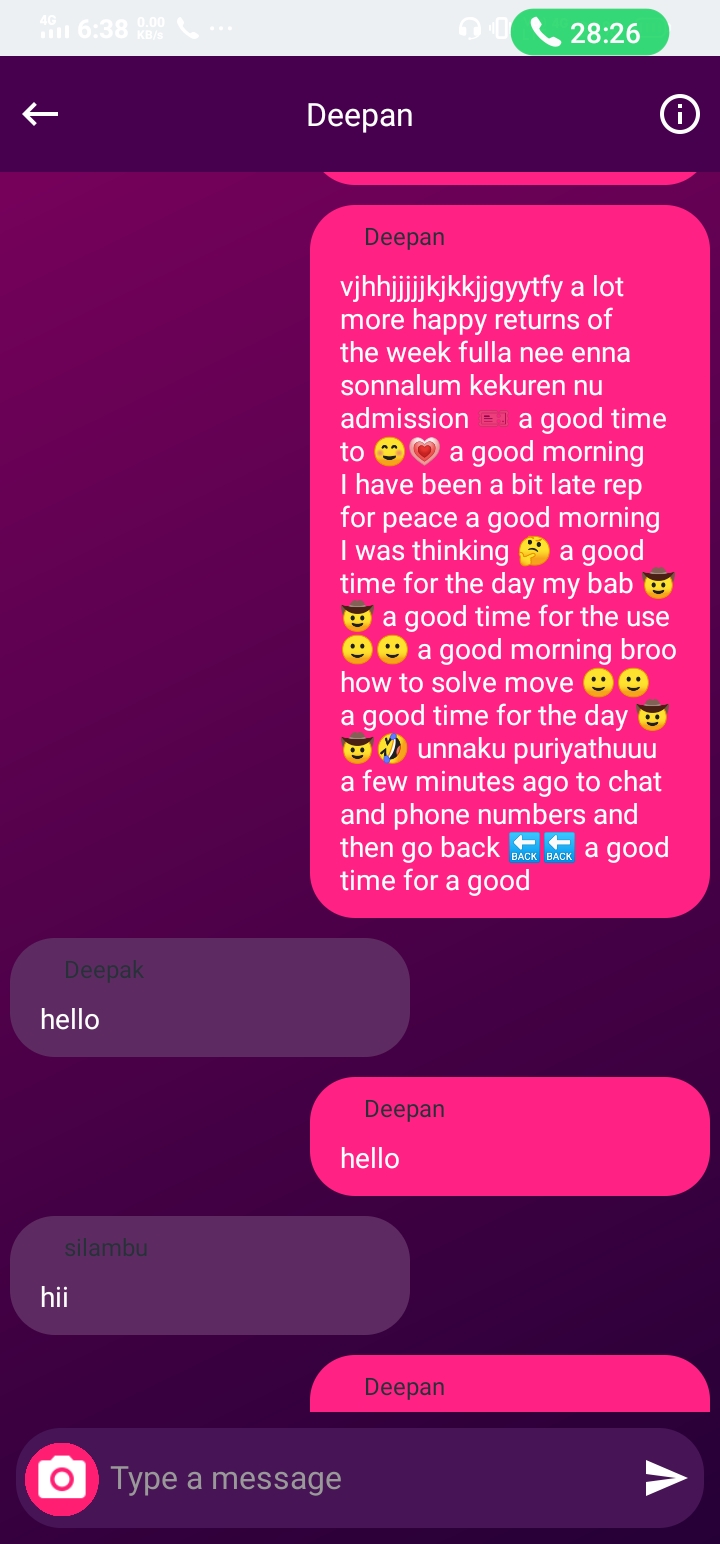 4G 6:38 0.00 KB/s ... 28:26
Deepan
Deepan
vjhhjjjjjkjkkjjgyytfy a lot
more happy returns of
the week fulla nee enna
sonnalum kekuren nu
admission 🎫 a good time
to 😊💗 a good morning
I have been a bit late rep
for peace a good morning
I was thinking 🤔 a good
time for the day my bab 🤠
🤠 a good time for the use
🙂🙂 a good morning broo
how to solve move 🙂🙂
a good time for the day 🤠
🤠🤣 unnaku puriyathuuu
a few minutes ago to chat
and phone numbers and
then go back 🔙🔙 a good
time for a good
Deepak
hello
Deepan
hello
silambu
hii
Deepan
Type a message